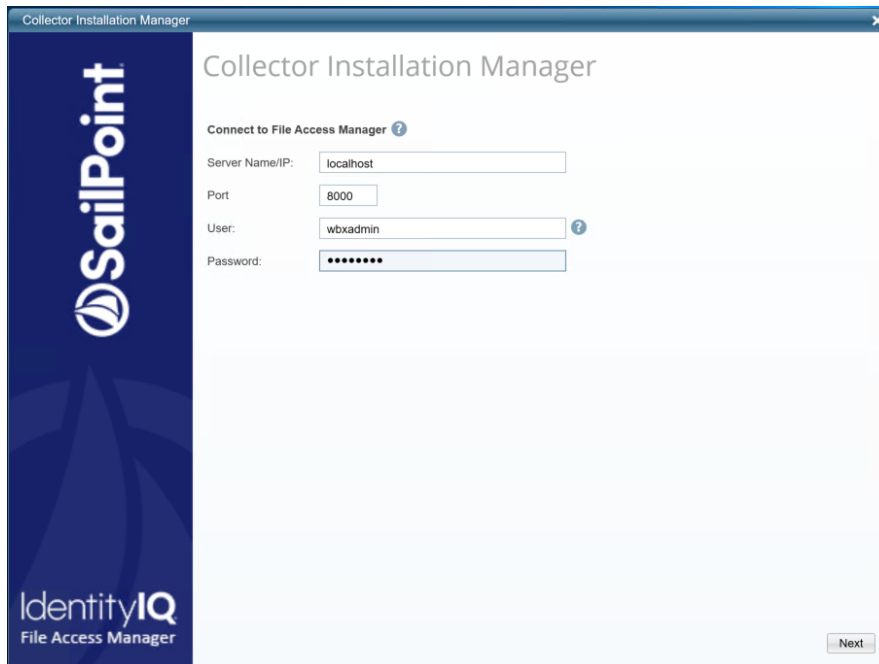 Collector Installation Manager
SailPoint
Collector Installation Manager
Connect to File Access Manager ?
Server Name/IP: localhost
Port 8000
User: wbxadmin ?
Password: ••••••••
IdentityIQ
File Access Manager
Next